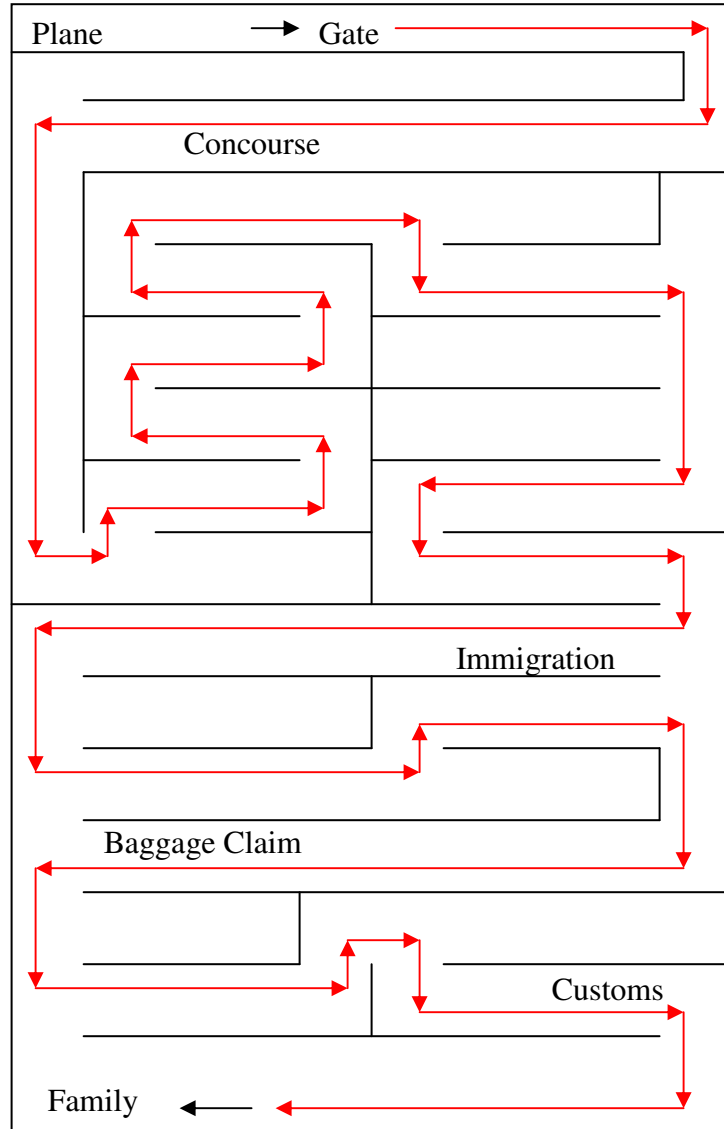 Plane Gate
Concourse
Immigration
Baggage Claim
Customs
Family